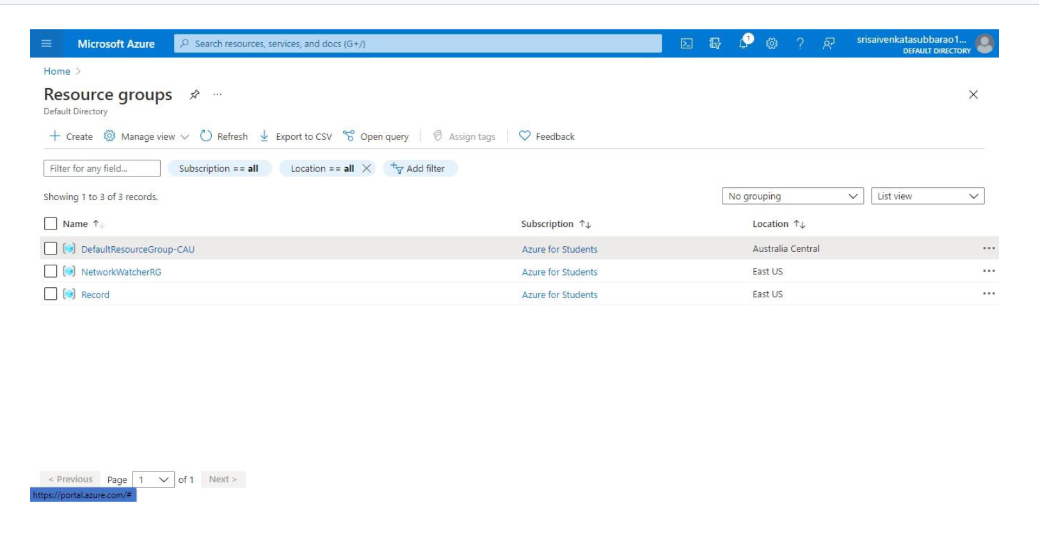 Microsoft Azure
Search resources, services, and docs (G+/)
1
srisaivenkatasubbarao1...
DEFAULT DIRECTORY
Home >
Resource groups ...
Default Directory
+ Create Manage view Refresh Export to CSV Open query Assign tags Feedback
Filter for any field... Subscription == all Location == all Add filter
Showing 1 to 3 of 3 records.
No grouping List view
Name ↑↓ Subscription ↑↓ Location ↑↓
DefaultResourceGroup-CAU Azure for Students Australia Central ...
NetworkWatcherRG Azure for Students East US ...
Record Azure for Students East US ...
< Previous Page 1 of 1 Next >
https://portal.azure.com/#